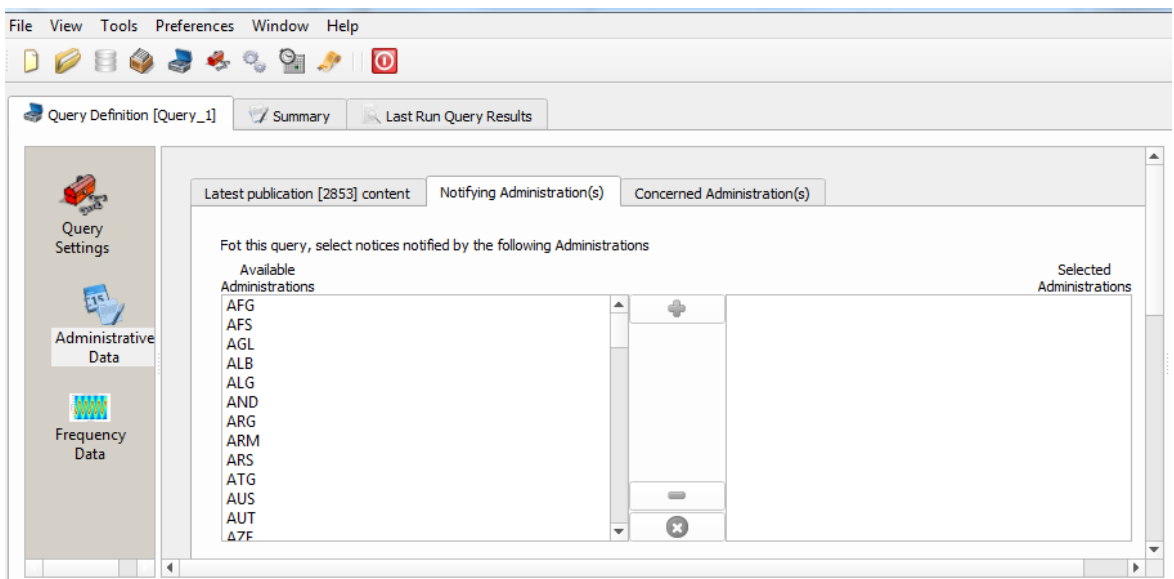 File View Tools Preferences Window Help
Query Definition [Query_1] Summary Last Run Query Results
Query
Settings
Administrative
Data
Frequency
Data
Latest publication [2853] content Notifying Administration(s) Concerned Administration(s)
Fot this query, select notices notified by the following Administrations
Available
Administrations
Selected
Administrations
AFG
AFS
AGL
ALB
ALG
AND
ARG
ARM
ARS
ATG
AUS
AUT